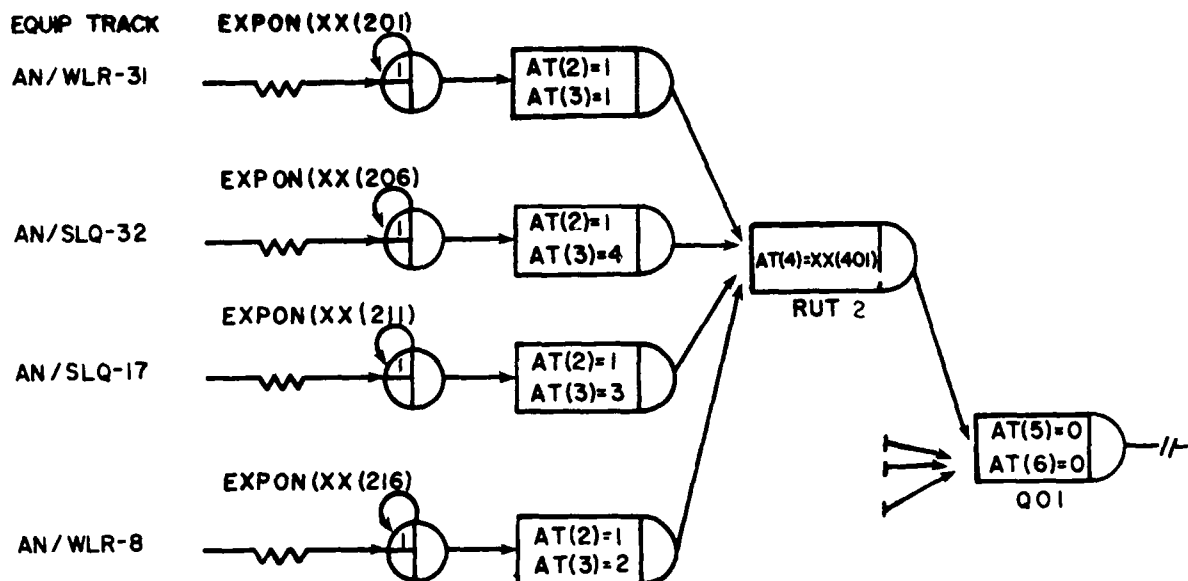 EQUIP TRACK
EXPON(XX(201)
AN/WLR-31
1
AT(2)=1
AT(3)=1
EXPON(XX(206)
AN/SLQ-32
1
AT(2)=1
AT(3)=4
AT(4)=XX(401)
RUT 2
EXPON(XX(211)
AN/SLQ-17
1
AT(2)=1
AT(3)=3
AT(5)=0
AT(6)=0
Q01
EXPON(XX(216)
AN/WLR-8
1
AT(2)=1
AT(3)=2